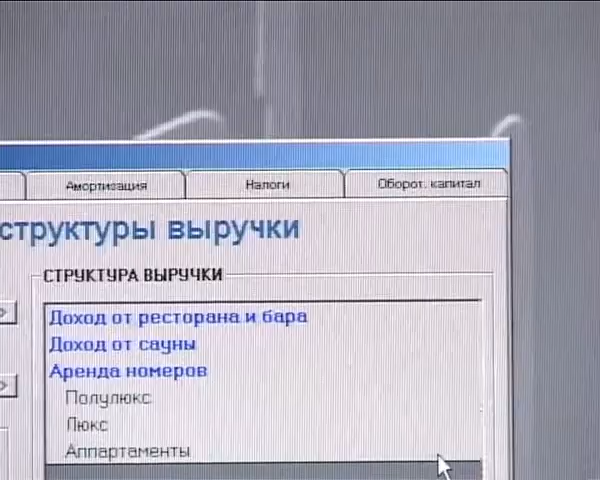 Амортизация
Налоги
Оборот. капитал
структуры выручки
СТРУКТУРА ВЫРУЧКИ
Доход от ресторана и бара
Доход от сауны
Аренда номеров
Полулюкс
Люкс
Аппартаменты